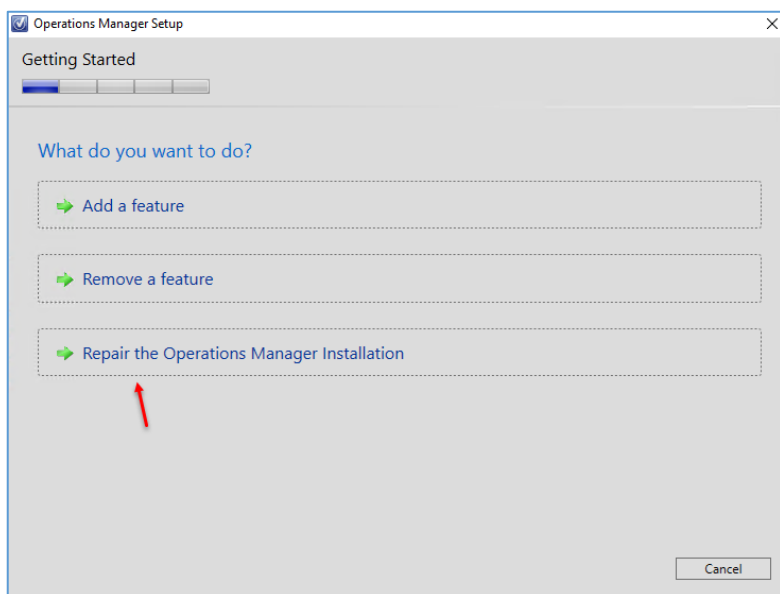 Operations Manager Setup
Getting Started
What do you want to do?
Add a feature
Remove a feature
Repair the Operations Manager Installation
Cancel